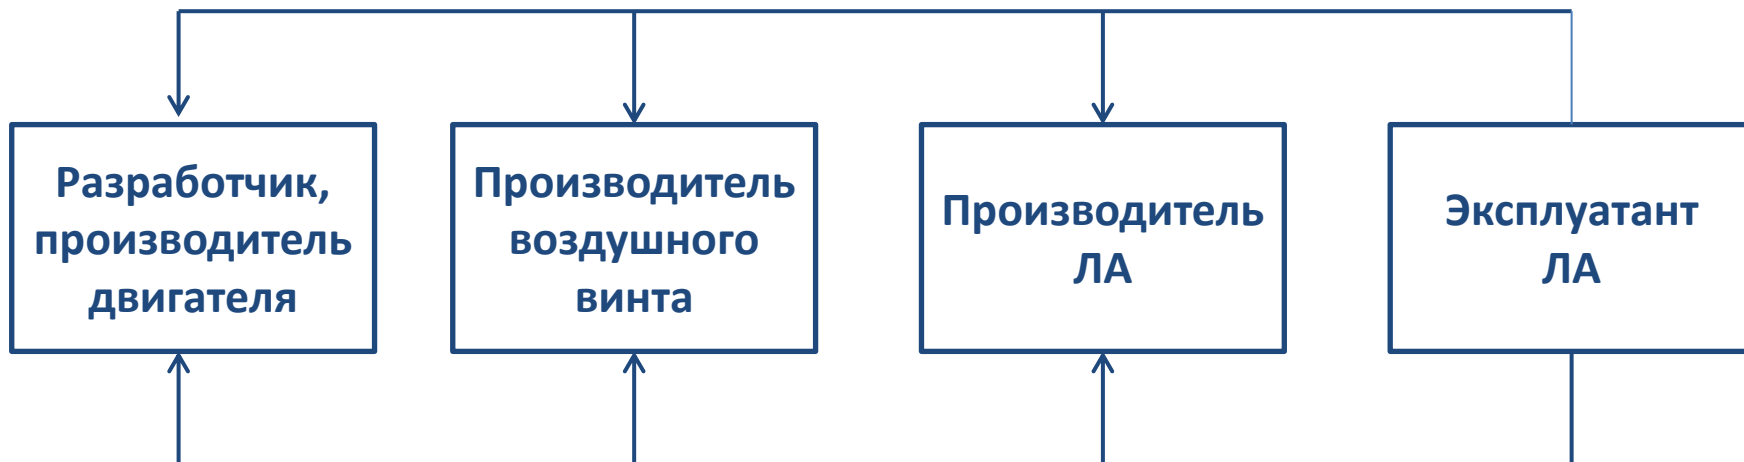 Разработчик,
производитель
двигателя
Производитель
воздушного
винта
Производитель
ЛА
Эксплуатант
ЛА